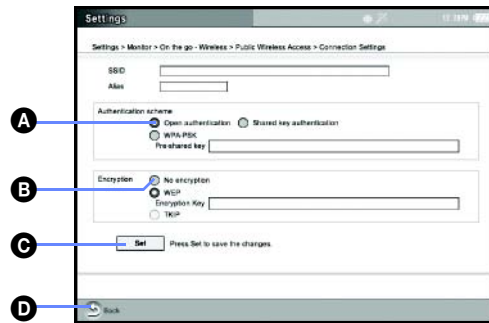 Settings
Settings > Monitor > On the go - Wireless > Public Wireless Access > Connection Settings
SSID
Alias
Authentication scheme
A Open authentication Shared key authentication
WPA-PSK
Pre-shared key
B Encryption No encryption
WEP
Encryption Key
TKIP
C Set Press Set to save the changes.
D Back